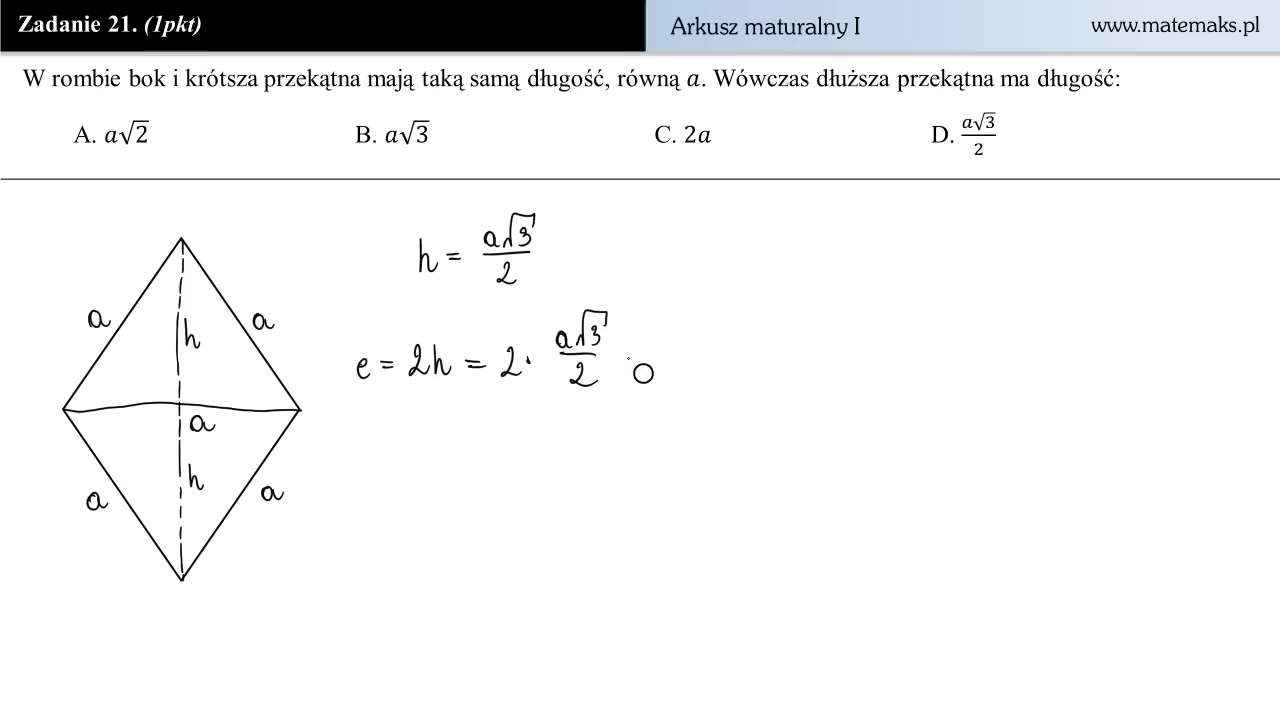 Zadanie 21. (1pkt)
Arkusz maturalny I
www.matemaks.pl
W rombie bok i krótsza przekątna mają taką samą długość, równą a. Wówczas dłuższa przekątna ma długość:
A. a√2 B. a√3 C. 2a D. a√3/2
h = a√3/2
a h a
e = 2h = 2 · a√3/2
a
h
a a